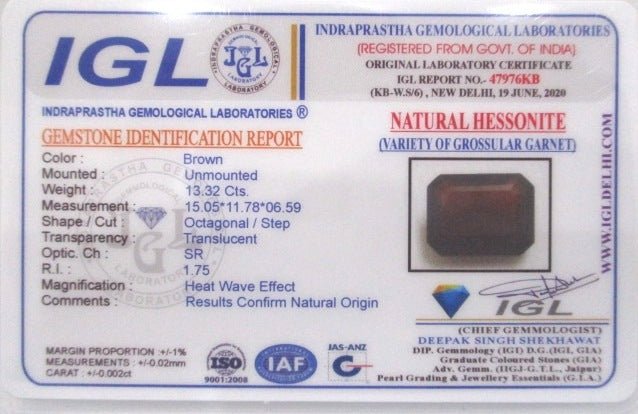 IGL
INDRAPRASTHA GEMOLOGICAL LABORATORIES
(REGISTERED FROM GOVT. OF INDIA)
ORIGINAL LABORATORY CERTIFICATE
IGL REPORT NO.- 47976KB
(KB-W.S/6) , NEW DELHI, 19 JUNE, 2020
INDRAPRASTHA GEMOLOGICAL LABORATORIES ®
GEMSTONE IDENTIFICATION REPORT
Color : Brown
Mounted : Unmounted
Weight : 13.32 Cts.
Measurement : 15.05*11.78*06.59
Shape / Cut : Octagonal / Step
Transparency : Translucent
Optic. Ch : SR
R.I. : 1.75
Magnification : Heat Wave Effect
Comments : Results Confirm Natural Origin
NATURAL HESSONITE
(VARIETY OF GROSSULAR GARNET)
WWW.IGLDELHI.COM
IGL
(CHIEF GEMMOLOGIST)
DEEPAK SINGH SHEKHAWAT
DIP. Gemmology (IGI) D.G. (IGI, GIA)
Graduate Coloured Stones (GIA)
Adv. Gemm. (IIGJ-G.T.L., Jaipur)
Pearl Grading & Jewellery Essentials (G.I.A.)
MARGIN PROPORTION :+/-1%
MEASUREMENTS : +/-0.02mm
CARAT : +/-0.002ct
ISO
9001:2008
IAF
JAS-ANZ